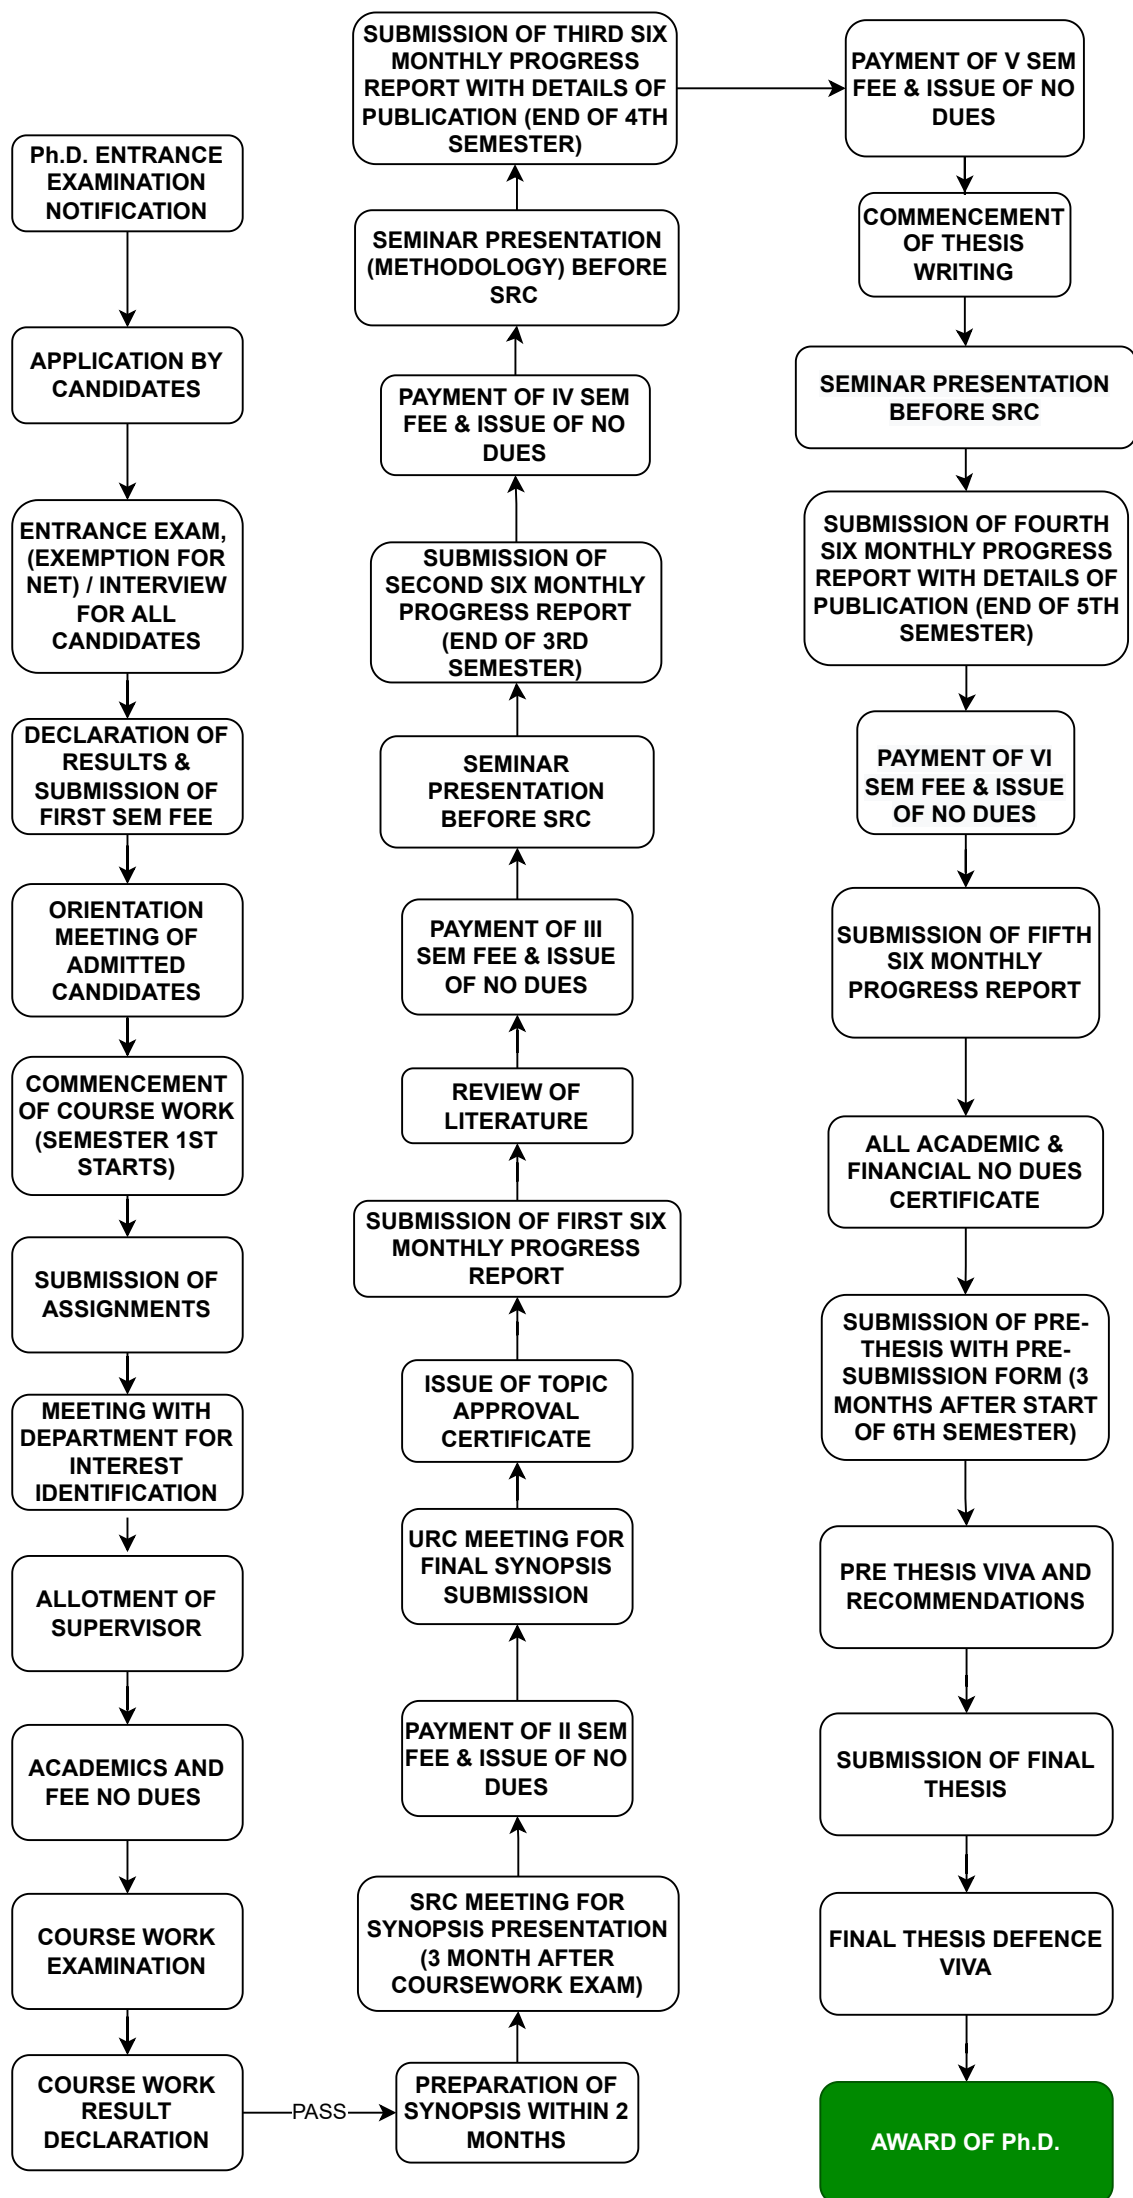 Ph.D. ENTRANCE
EXAMINATION
NOTIFICATION
APPLICATION BY
CANDIDATES
ENTRANCE EXAM,
(EXEMPTION FOR
NET) / INTERVIEW
FOR ALL
CANDIDATES
DECLARATION OF
RESULTS &
SUBMISSION OF
FIRST SEM FEE
ORIENTATION
MEETING OF
ADMITTED
CANDIDATES
COMMENCEMENT
OF COURSE WORK
(SEMESTER 1ST
STARTS)
SUBMISSION OF
ASSIGNMENTS
MEETING WITH
DEPARTMENT FOR
INTEREST
IDENTIFICATION
ALLOTMENT OF
SUPERVISOR
ACADEMICS AND
FEE NO DUES
COURSE WORK
EXAMINATION
COURSE WORK
RESULT
DECLARATION
PASS
PREPARATION OF
SYNOPSIS WITHIN 2
MONTHS
SRC MEETING FOR
SYNOPSIS PRESENTATION
(3 MONTH AFTER
COURSEWORK EXAM)
PAYMENT OF II SEM
FEE & ISSUE OF NO
DUES
URC MEETING FOR
FINAL SYNOPSIS
SUBMISSION
ISSUE OF TOPIC
APPROVAL
CERTIFICATE
SUBMISSION OF FIRST SIX
MONTHLY PROGRESS
REPORT
REVIEW OF
LITERATURE
PAYMENT OF III
SEM FEE & ISSUE
OF NO DUES
SEMINAR
PRESENTATION
BEFORE SRC
SUBMISSION OF
SECOND SIX MONTHLY
PROGRESS REPORT
(END OF 3RD
SEMESTER)
PAYMENT OF IV SEM
FEE & ISSUE OF NO
DUES
SEMINAR PRESENTATION
(METHODOLOGY) BEFORE
SRC
SUBMISSION OF THIRD SIX
MONTHLY PROGRESS
REPORT WITH DETAILS OF
PUBLICATION (END OF 4TH
SEMESTER)
PAYMENT OF V SEM
FEE & ISSUE OF NO
DUES
COMMENCEMENT
OF THESIS
WRITING
SEMINAR PRESENTATION
BEFORE SRC
SUBMISSION OF FOURTH
SIX MONTHLY PROGRESS
REPORT WITH DETAILS OF
PUBLICATION (END OF 5TH
SEMESTER)
PAYMENT OF VI
SEM FEE & ISSUE
OF NO DUES
SUBMISSION OF FIFTH
SIX MONTHLY
PROGRESS REPORT
ALL ACADEMIC &
FINANCIAL NO DUES
CERTIFICATE
SUBMISSION OF PRE-
THESIS WITH PRE-
SUBMISSION FORM (3
MONTHS AFTER START
OF 6TH SEMESTER)
PRE THESIS VIVA AND
RECOMMENDATIONS
SUBMISSION OF FINAL
THESIS
FINAL THESIS DEFENCE
VIVA
AWARD OF Ph.D.